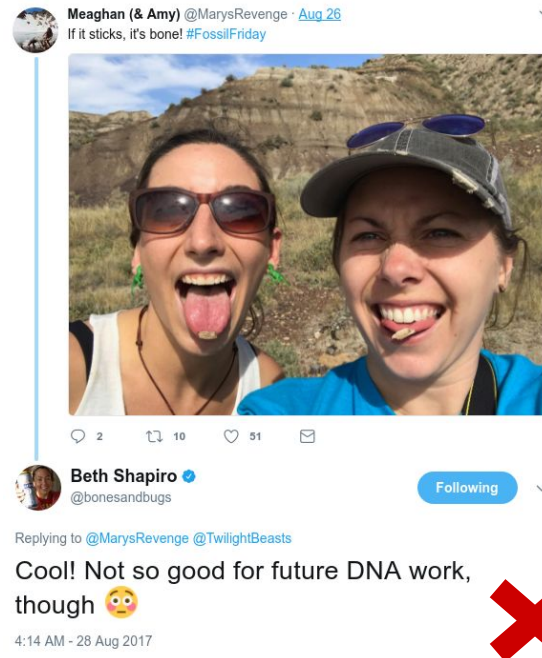 Meaghan (& Amy) @MarysRevenge · Aug 26
If it sticks, it's bone! #FossilFriday
2 10 51
Beth Shapiro
@bonesandbugs
Following
Replying to @MarysRevenge @TwilightBeasts
Cool! Not so good for future DNA work,
though 😳
4:14 AM - 28 Aug 2017